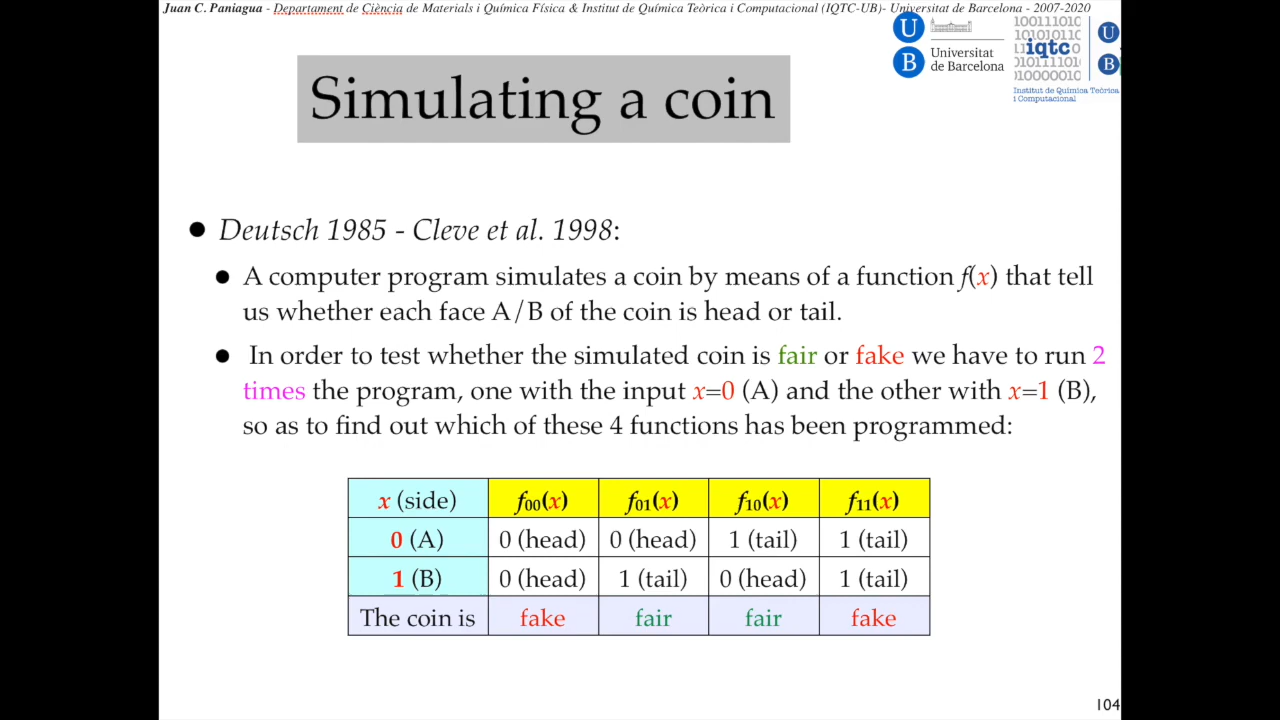 Juan C. Paniagua - Departament de Ciència de Materials i Química Física & Institut de Química Teòrica i Computacional (IQTC-UB)- Universitat de Barcelona - 2007-2020
U
B
Universitat
de Barcelona
iqtc
Institut de Química Teòrica
i Computacional
U
B
Simulating a coin
● Deutsch 1985 - Cleve et al. 1998:
● A computer program simulates a coin by means of a function f(x) that tell
us whether each face A/B of the coin is head or tail.
● In order to test whether the simulated coin is fair or fake we have to run 2
times the program, one with the input x=0 (A) and the other with x=1 (B),
so as to find out which of these 4 functions has been programmed:
x (side) f00(x) f01(x) f10(x) f11(x)
0 (A) 0 (head) 0 (head) 1 (tail) 1 (tail)
1 (B) 0 (head) 1 (tail) 0 (head) 1 (tail)
The coin is fake fair fair fake
104